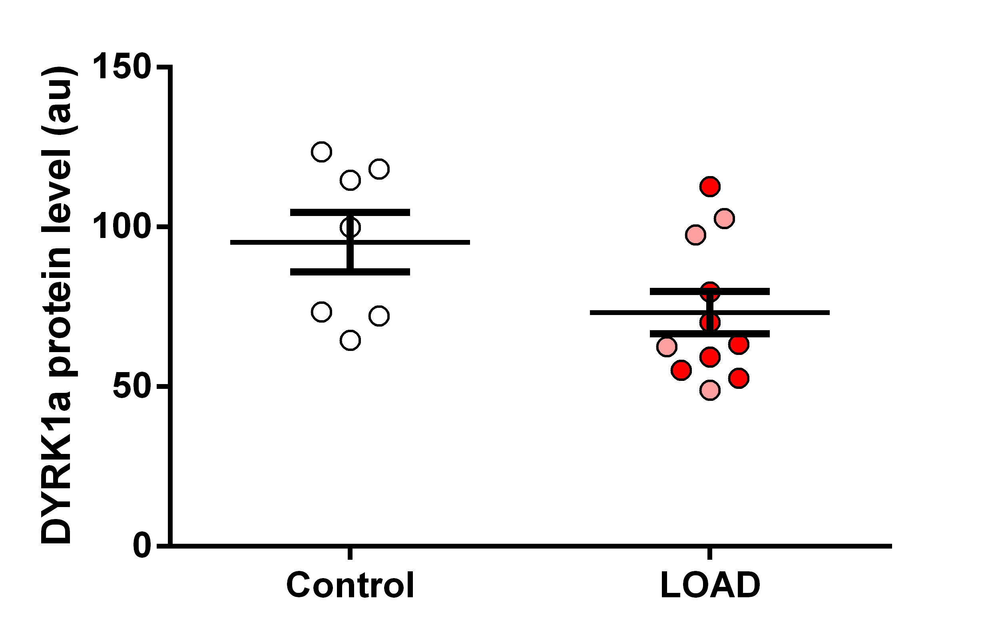 DYRK1a protein level (au)
150
100
50
0
Control
LOAD